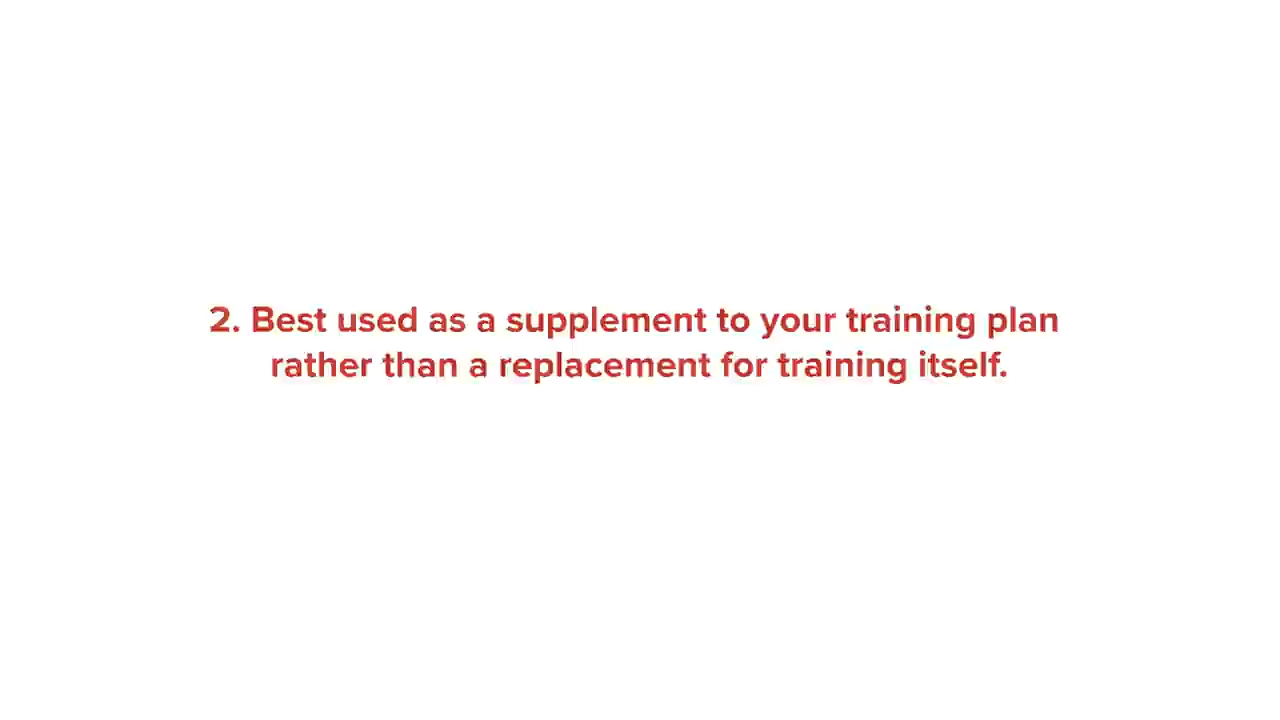 2. Best used as a supplement to your training plan
rather than a replacement for training itself.